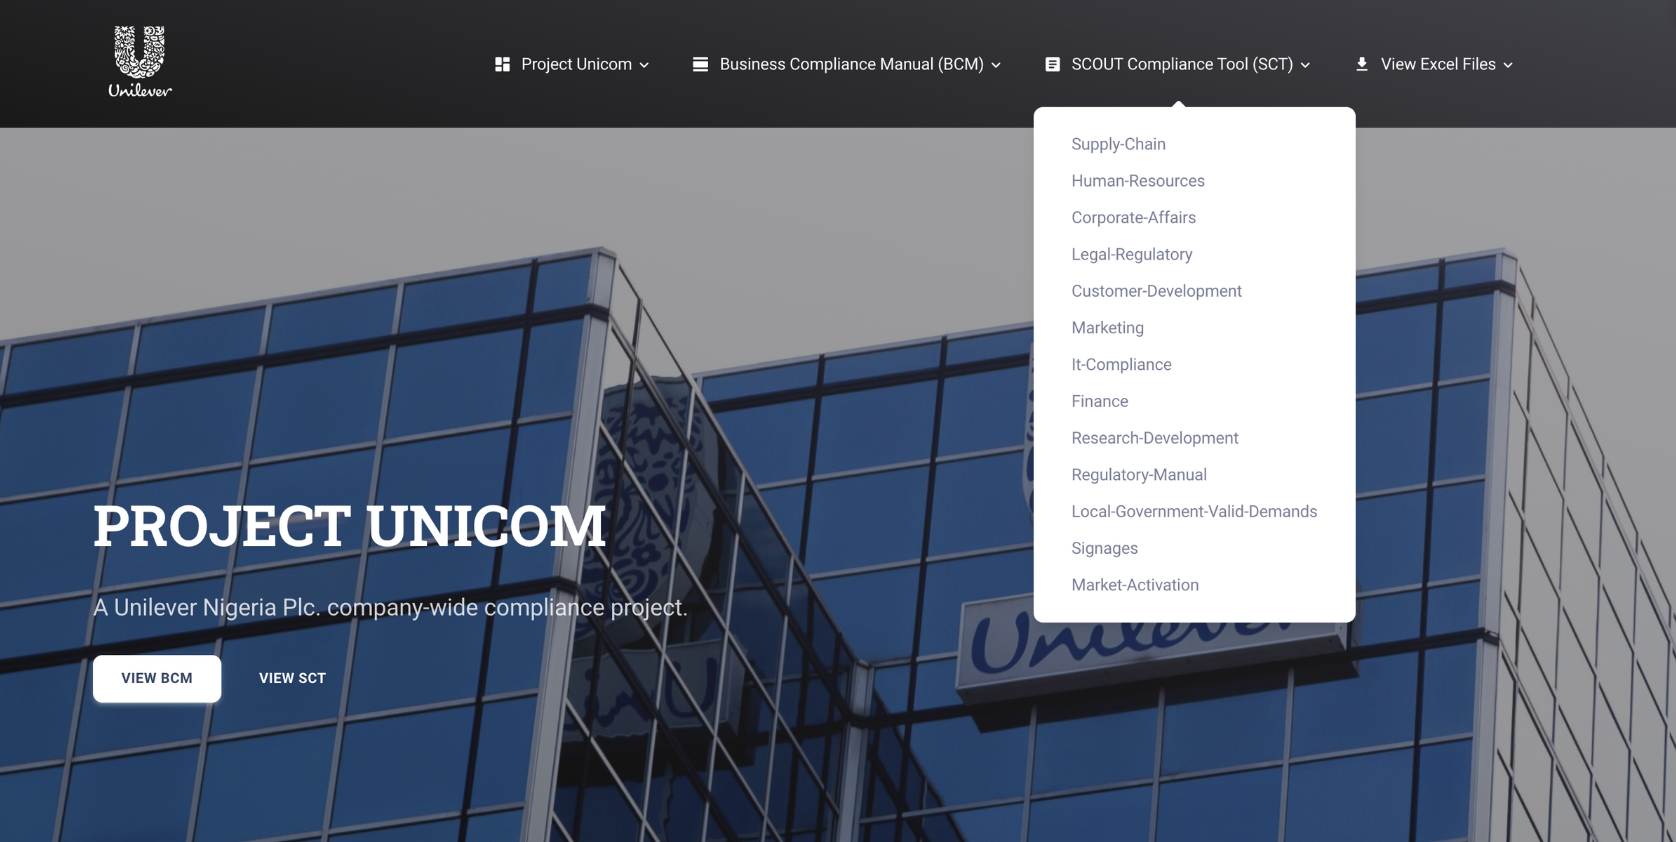 Unilever
Project Unicom
Business Compliance Manual (BCM)
SCOUT Compliance Tool (SCT)
View Excel Files
Supply-Chain
Human-Resources
Corporate-Affairs
Legal-Regulatory
Customer-Development
Marketing
It-Compliance
Finance
Research-Development
Regulatory-Manual
Local-Government-Valid-Demands
Signages
Market-Activation
PROJECT UNICOM
A Unilever Nigeria Plc. company-wide compliance project.
VIEW BCM
VIEW SCT
Unilever